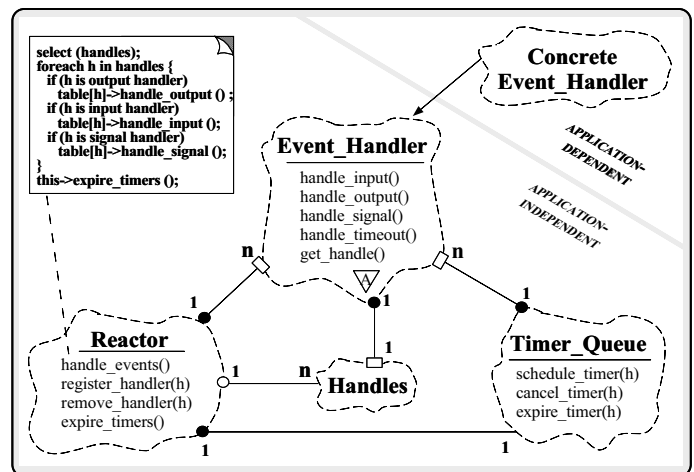 select (handles);
foreach h in handles {
if (h is output handler)
table[h]->handle_output () ;
if (h is input handler)
table[h]->handle_input ();
if (h is signal handler)
table[h]->handle_signal ();
}
this->expire_timers ();
Concrete
Event_Handler
APPLICATION-
DEPENDENT
APPLICATION-
INDEPENDENT
Event_Handler
handle_input()
handle_output()
handle_signal()
handle_timeout()
get_handle()
A
n
n
1
1
1
1
Reactor
handle_events()
register_handler(h)
remove_handler(h)
expire_timers()
1
n
Handles
Timer_Queue
schedule_timer(h)
cancel_timer(h)
expire_timer(h)
1
1